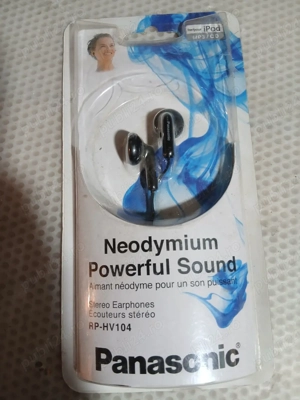 iPod
Neodymium
Powerful Sound
Aimant néodyme pour un son puissant
Stereo Earphones
Écouteurs stéréo
RP-HV104
Panasonic